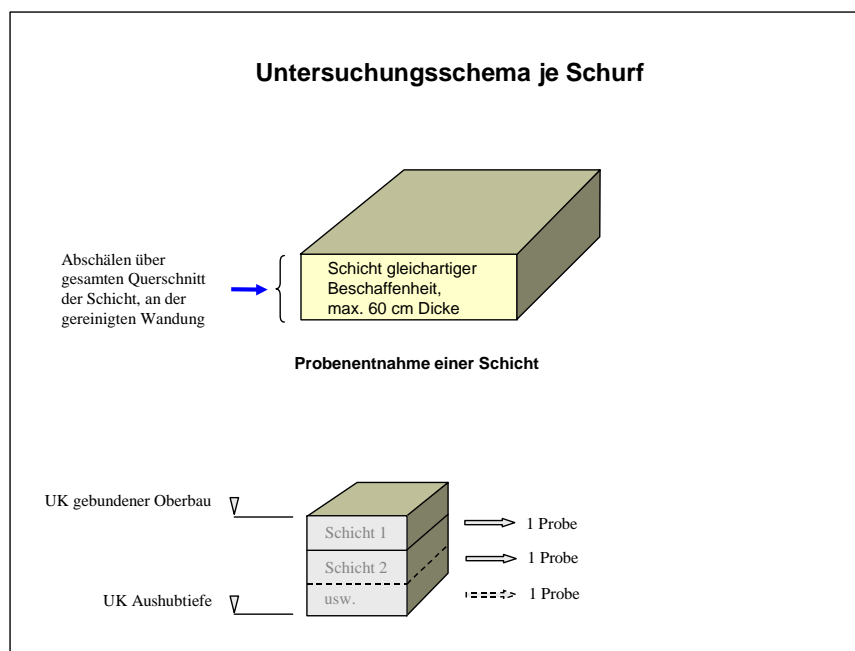 Untersuchungsschema je Schurf
Abschälen über
gesamten Querschnitt
der Schicht, an der
gereinigten Wandung
Schicht gleichartiger
Beschaffenheit,
max. 60 cm Dicke
Probenentnahme einer Schicht
UK gebundener Oberbau
Schicht 1
1 Probe
Schicht 2
1 Probe
UK Aushubtiefe
usw.
1 Probe